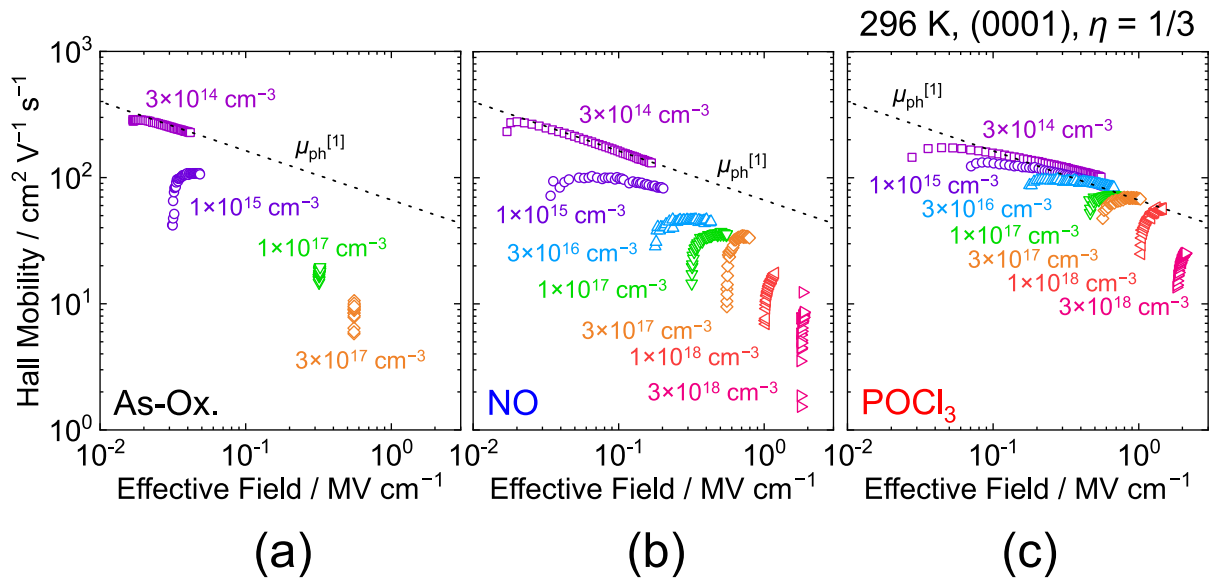 296 K, (0001), η = 1/3
Hall Mobility / cm² V⁻¹ s⁻¹
10³
10²
10¹
10⁰
3×10¹⁴ cm⁻³
μph[1]
1×10¹⁵ cm⁻³
1×10¹⁷ cm⁻³
3×10¹⁷ cm⁻³
As-Ox.
10⁻²
10⁻¹
10⁰
Effective Field / MV cm⁻¹
(a)
3×10¹⁴ cm⁻³
μph[1]
1×10¹⁵ cm⁻³
3×10¹⁶ cm⁻³
1×10¹⁷ cm⁻³
3×10¹⁷ cm⁻³
1×10¹⁸ cm⁻³
3×10¹⁸ cm⁻³
NO
10⁻²
10⁻¹
10⁰
Effective Field / MV cm⁻¹
(b)
μph[1]
3×10¹⁴ cm⁻³
1×10¹⁵ cm⁻³
3×10¹⁶ cm⁻³
1×10¹⁷ cm⁻³
3×10¹⁷ cm⁻³
1×10¹⁸ cm⁻³
3×10¹⁸ cm⁻³
POCl₃
10⁻²
10⁻¹
10⁰
Effective Field / MV cm⁻¹
(c)